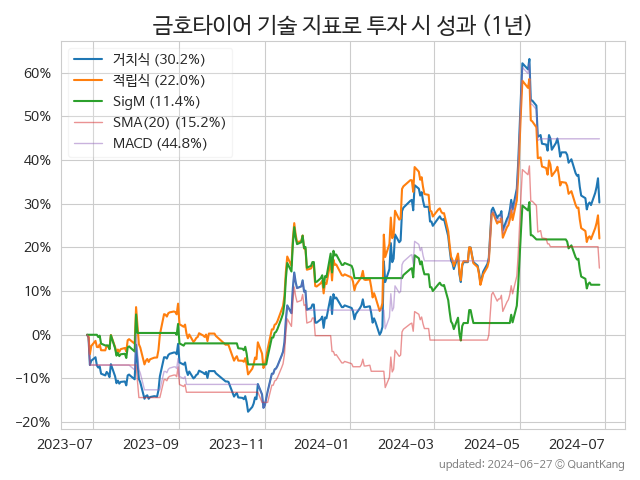 금호타이어 기술 지표로 투자 시 성과 (1년)
거치식 (30.2%)
적립식 (22.0%)
SigM (11.4%)
SMA(20) (15.2%)
MACD (44.8%)
60%
50%
40%
30%
20%
10%
0%
−10%
−20%
2023-07 2023-09 2023-11 2024-01 2024-03 2024-05 2024-07
updated: 2024-06-27 © QuantKang